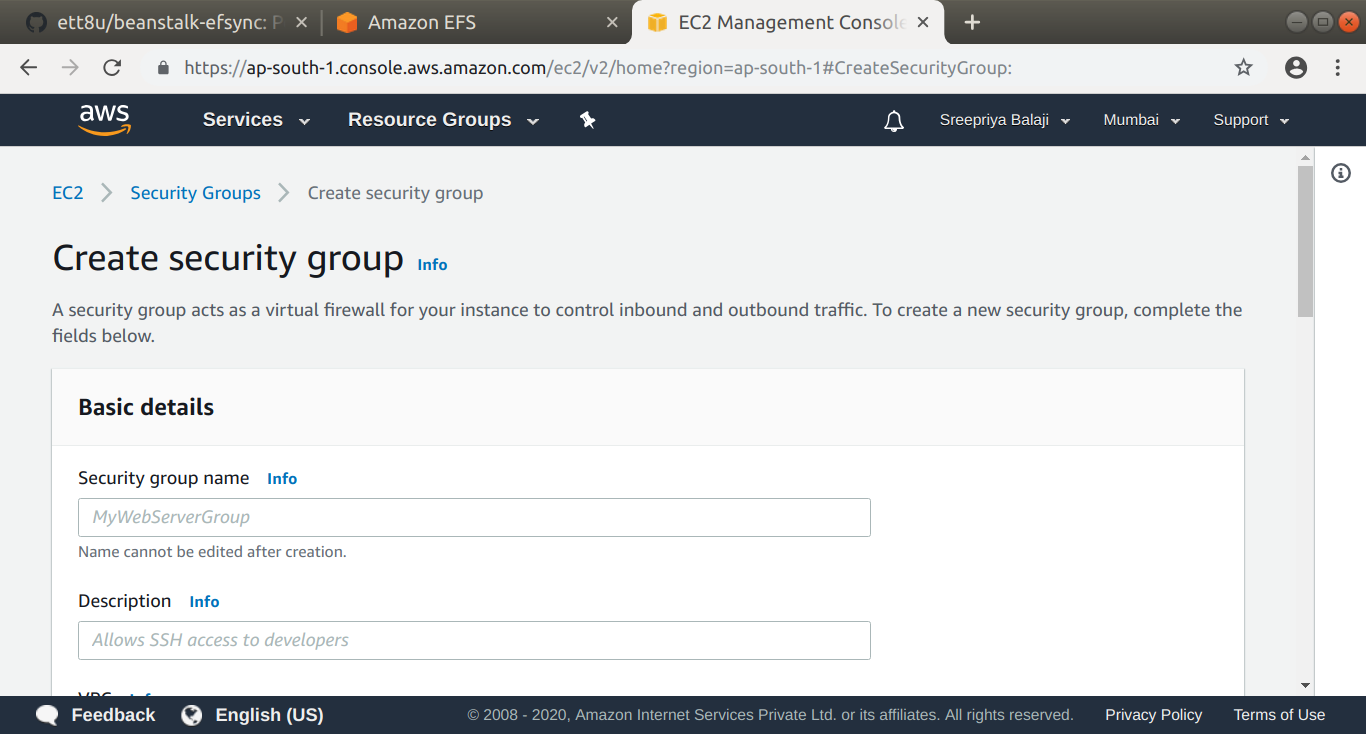 ett8u/beanstalk-efsync: P
Amazon EFS
EC2 Management Console
https://ap-south-1.console.aws.amazon.com/ec2/v2/home?region=ap-south-1#CreateSecurityGroup:
aws
Services
Resource Groups
Sreepriya Balaji
Mumbai
Support
EC2
Security Groups
Create security group
Create security group Info
A security group acts as a virtual firewall for your instance to control inbound and outbound traffic. To create a new security group, complete the
fields below.
Basic details
Security group name Info
MyWebServerGroup
Name cannot be edited after creation.
Description Info
Allows SSH access to developers
VPC Info
Feedback
English (US)
© 2008 - 2020, Amazon Internet Services Private Ltd. or its affiliates. All rights reserved.
Privacy Policy
Terms of Use